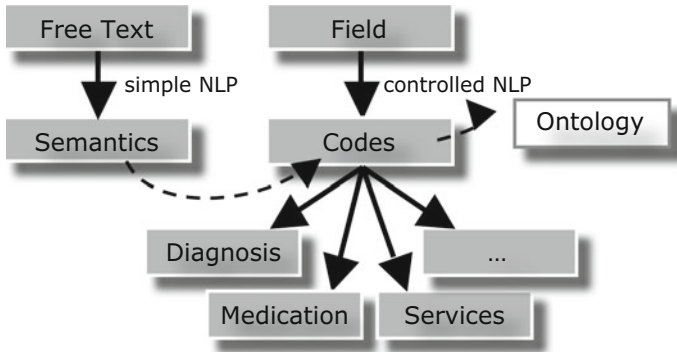 Free Text
Field
simple NLP
controlled NLP
Ontology
Semantics
Codes
Diagnosis
...
Medication
Services